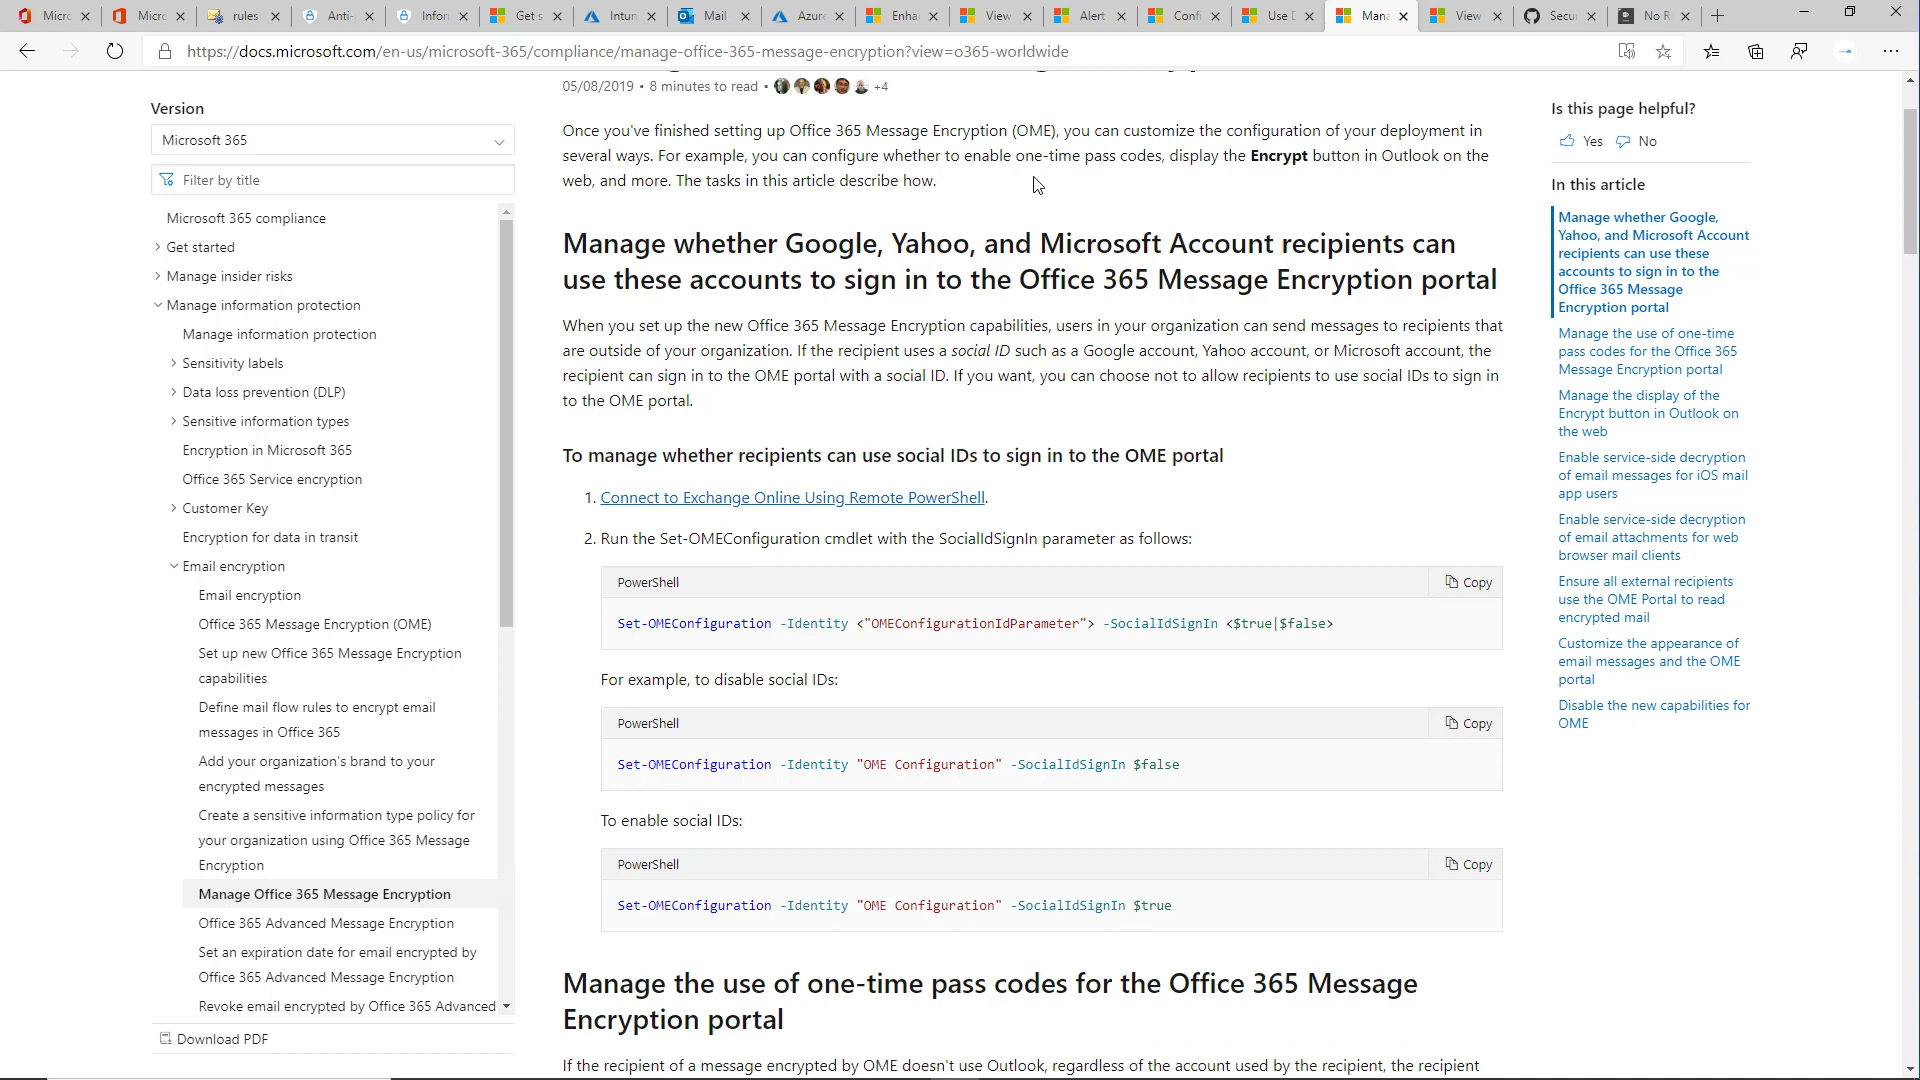 Micro
Micro
rules
Anti-
Infor
Get s
Intun
Mail
Azure
Enha
View
Alert
Confi
Use D
Mana
View
Secu
No R
https://docs.microsoft.com/en-us/microsoft-365/compliance/manage-office-365-message-encryption?view=o365-worldwide
05/08/2019 • 8 minutes to read • +4
Version
Microsoft 365
Filter by title
Microsoft 365 compliance
Get started
Manage insider risks
Manage information protection
Manage information protection
Sensitivity labels
Data loss prevention (DLP)
Sensitive information types
Encryption in Microsoft 365
Office 365 Service encryption
Customer Key
Encryption for data in transit
Email encryption
Email encryption
Office 365 Message Encryption (OME)
Set up new Office 365 Message Encryption
capabilities
Define mail flow rules to encrypt email
messages in Office 365
Add your organization's brand to your
encrypted messages
Create a sensitive information type policy for
your organization using Office 365 Message
Encryption
Manage Office 365 Message Encryption
Office 365 Advanced Message Encryption
Set an expiration date for email encrypted by
Office 365 Advanced Message Encryption
Revoke email encrypted by Office 365 Advanced
Download PDF
Once you've finished setting up Office 365 Message Encryption (OME), you can customize the configuration of your deployment in
several ways. For example, you can configure whether to enable one-time pass codes, display the Encrypt button in Outlook on the
web, and more. The tasks in this article describe how.
Manage whether Google, Yahoo, and Microsoft Account recipients can
use these accounts to sign in to the Office 365 Message Encryption portal
When you set up the new Office 365 Message Encryption capabilities, users in your organization can send messages to recipients that
are outside of your organization. If the recipient uses a social ID such as a Google account, Yahoo account, or Microsoft account, the
recipient can sign in to the OME portal with a social ID. If you want, you can choose not to allow recipients to use social IDs to sign in
to the OME portal.
To manage whether recipients can use social IDs to sign in to the OME portal
1. Connect to Exchange Online Using Remote PowerShell.
2. Run the Set-OMEConfiguration cmdlet with the SocialIdSignIn parameter as follows:
PowerShell
Copy
Set-OMEConfiguration -Identity <"OMEConfigurationIdParameter"> -SocialIdSignIn <$true|$false>
For example, to disable social IDs:
PowerShell
Copy
Set-OMEConfiguration -Identity "OME Configuration" -SocialIdSignIn $false
To enable social IDs:
PowerShell
Copy
Set-OMEConfiguration -Identity "OME Configuration" -SocialIdSignIn $true
Manage the use of one-time pass codes for the Office 365 Message
Encryption portal
If the recipient of a message encrypted by OME doesn't use Outlook, regardless of the account used by the recipient, the recipient
Is this page helpful?
Yes
No
In this article
Manage whether Google,
Yahoo, and Microsoft Account
recipients can use these
accounts to sign in to the
Office 365 Message
Encryption portal
Manage the use of one-time
pass codes for the Office 365
Message Encryption portal
Manage the display of the
Encrypt button in Outlook on
the web
Enable service-side decryption
of email messages for iOS mail
app users
Enable service-side decryption
of email attachments for web
browser mail clients
Ensure all external recipients
use the OME Portal to read
encrypted mail
Customize the appearance of
email messages and the OME
portal
Disable the new capabilities for
OME